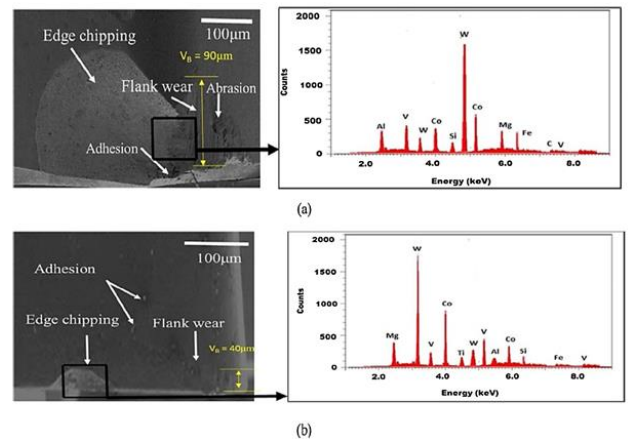 100μm
Edge chipping
V_B = 90μm
Flank wear
Abrasion
Adhesion
2000
1500
1000
500
0
Counts
Al
V
W
Co
Si
W
Co
Mg
Fe
C
V
2.0
4.0
6.0
8.0
Energy (keV)
(a)
100μm
Adhesion
Edge chipping
Flank wear
V_B = 40μm
2000
1500
1000
500
0
Counts
Mg
W
V
Co
Ti
W
V
Al
Co
Si
Fe
V
2.0
4.0
6.0
8.0
Energy (keV)
(b)